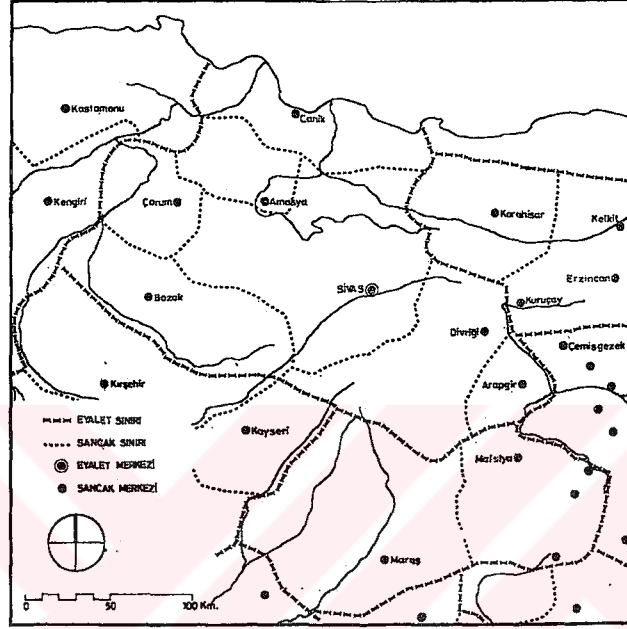 Kastamonu
Canik
Kengiri
Çorum
Amasya
Karahisar
Kelkit
Erzincan
SİVAS
Bozok
Kuruçay
Divriği
Çemişgezek
Kırşehir
Arapgir
EYALET SINIRI
SANCAK SINIRI
EYALET MERKEZİ
SANCAK MERKEZİ
Kayseri
Malatya
Maraş
0 50 100 Km.